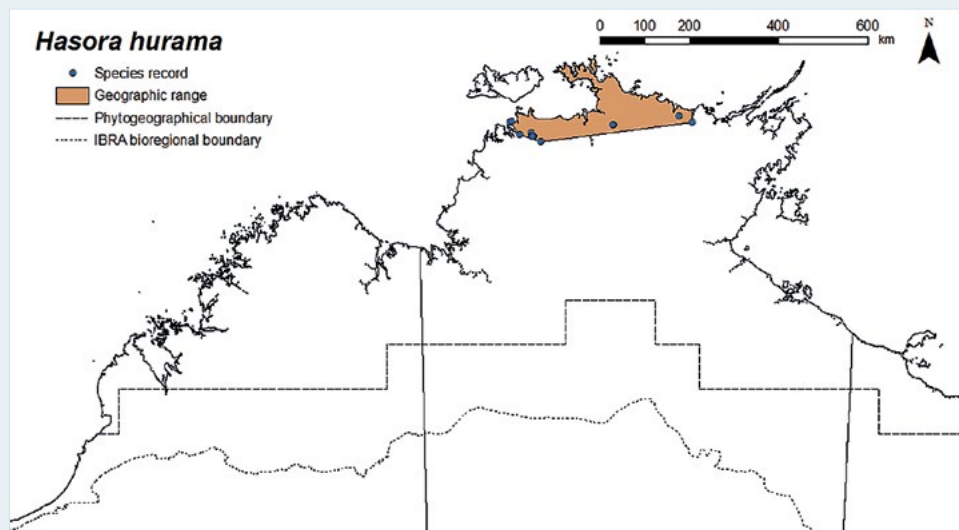 Hasora hurama
Species record
Geographic range
Phytogeographical boundary
IBRA bioregional boundary
0 100 200 400 600
km
N